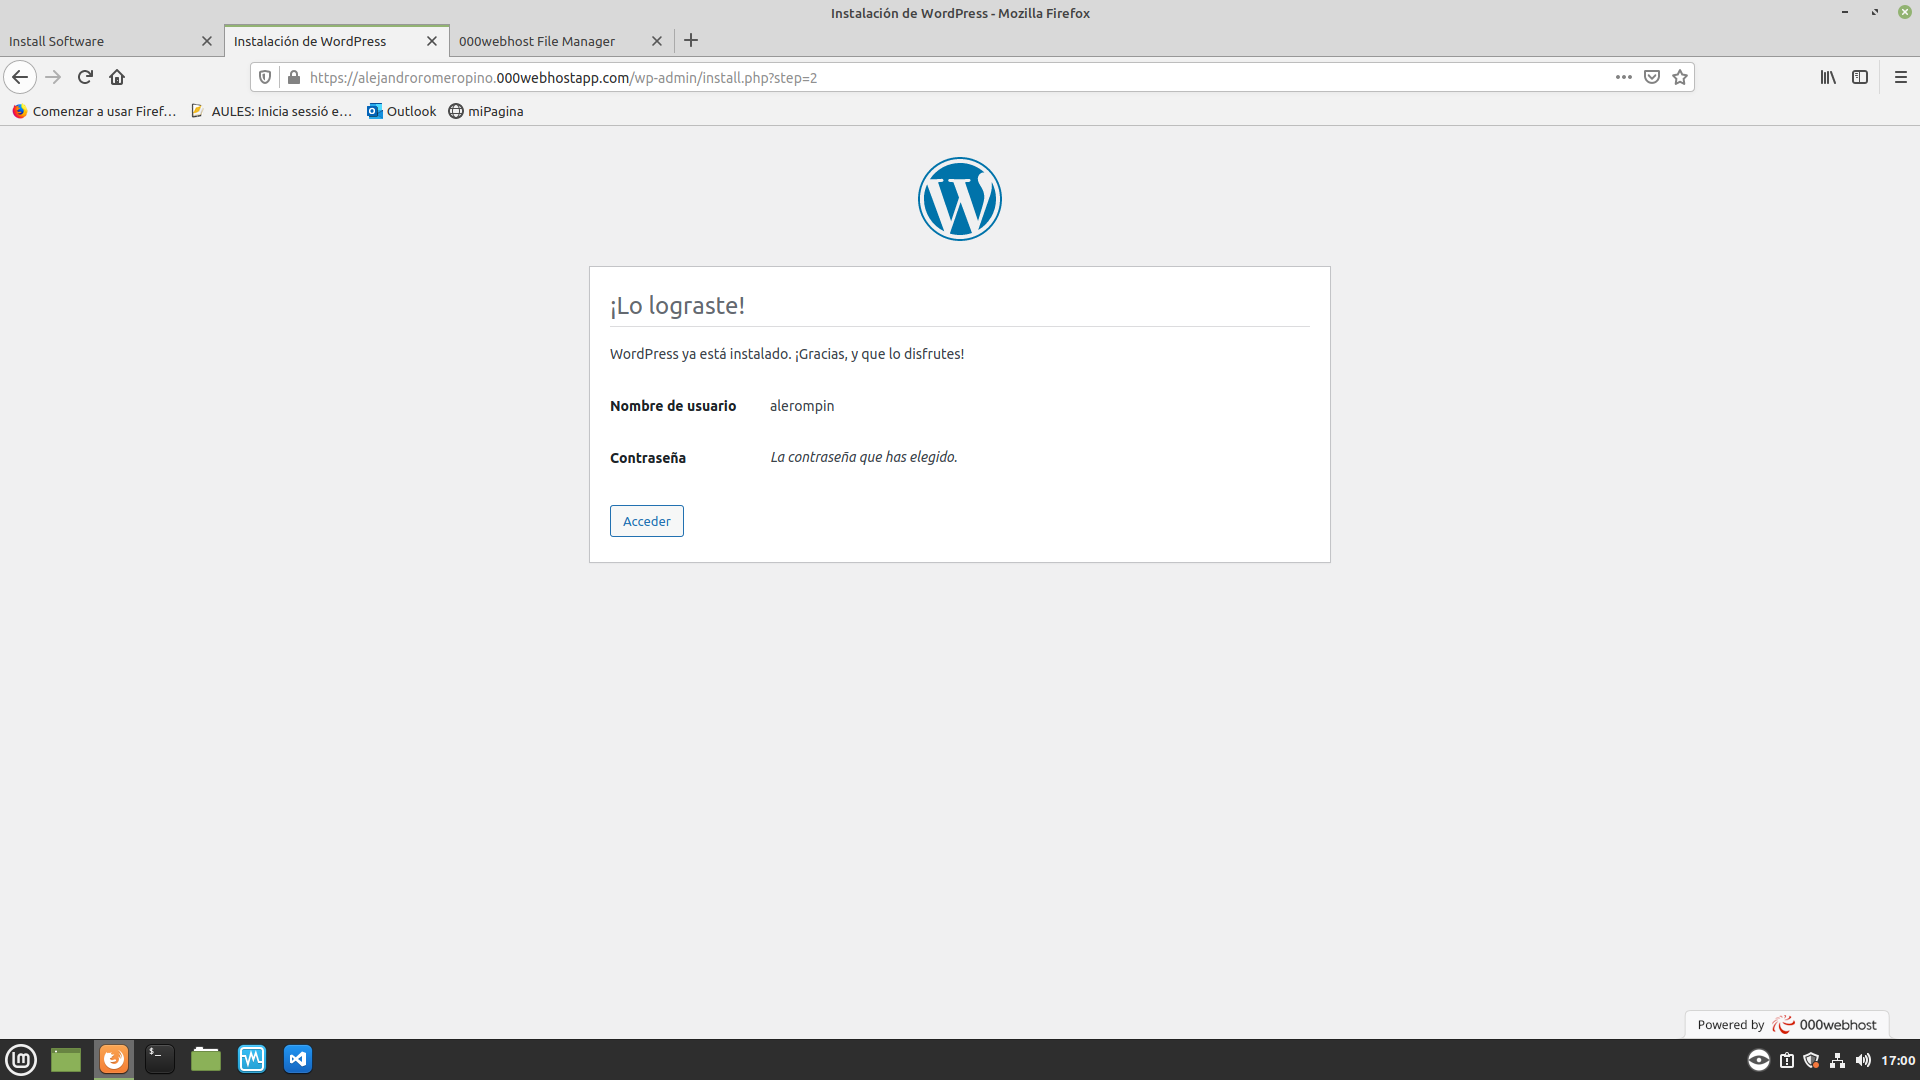 Instalación de WordPress - Mozilla Firefox
Install Software
Instalación de WordPress
000webhost File Manager
https://alejandroromeropino.000webhostapp.com/wp-admin/install.php?step=2
Comenzar a usar Firef…
AULES: Inicia sessió e…
Outlook
miPagina
¡Lo lograste!
WordPress ya está instalado. ¡Gracias, y que lo disfrutes!
Nombre de usuario alerompin
Contraseña La contraseña que has elegido.
Acceder
Powered by 000webhost
17:00